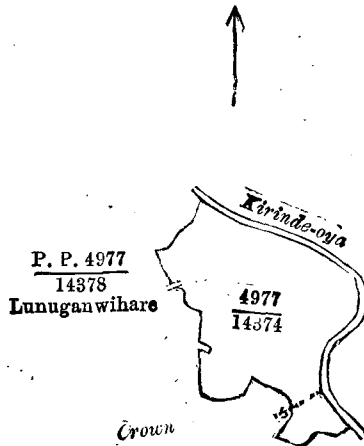 Kirinde-oya
P. P. 4977
14378
Lunuganwihare
4977
14374
Crown